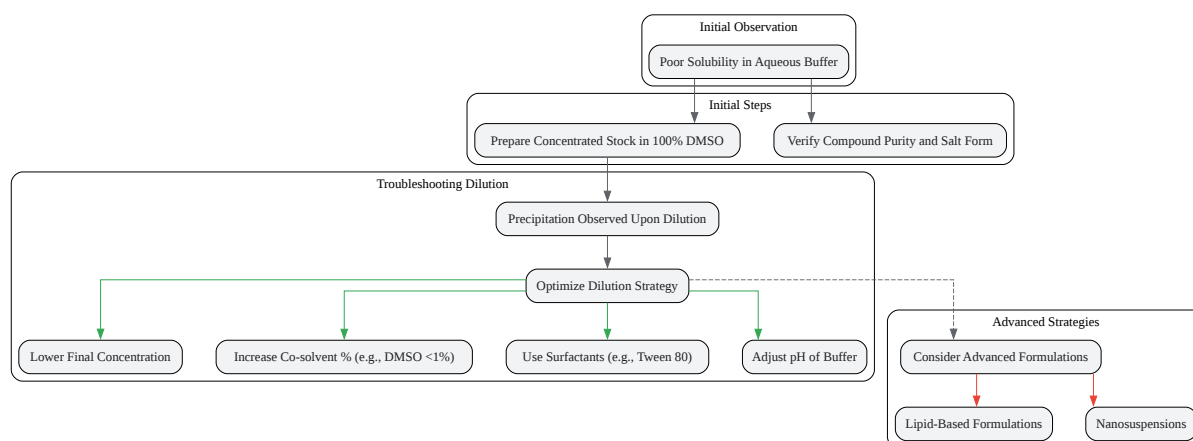 Initial Observation
Poor Solubility in Aqueous Buffer
Initial Steps
Prepare Concentrated Stock in 100% DMSO
Verify Compound Purity and Salt Form
Troubleshooting Dilution
Precipitation Observed Upon Dilution
Optimize Dilution Strategy
Lower Final Concentration
Increase Co-solvent % (e.g., DMSO <1%)
Use Surfactants (e.g., Tween 80)
Adjust pH of Buffer
Advanced Strategies
Consider Advanced Formulations
Lipid-Based Formulations
Nanosuspensions